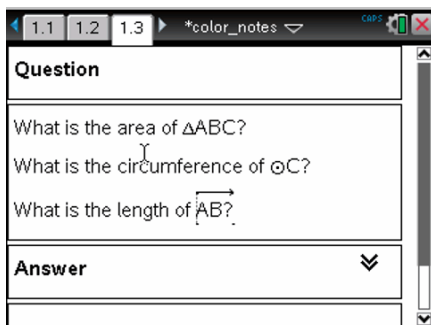 1.1 1.2 1.3 *color_notes CAPS
Question
What is the area of ΔABC?
What is the circumference of ⊙C?
What is the length of AB?
Answer